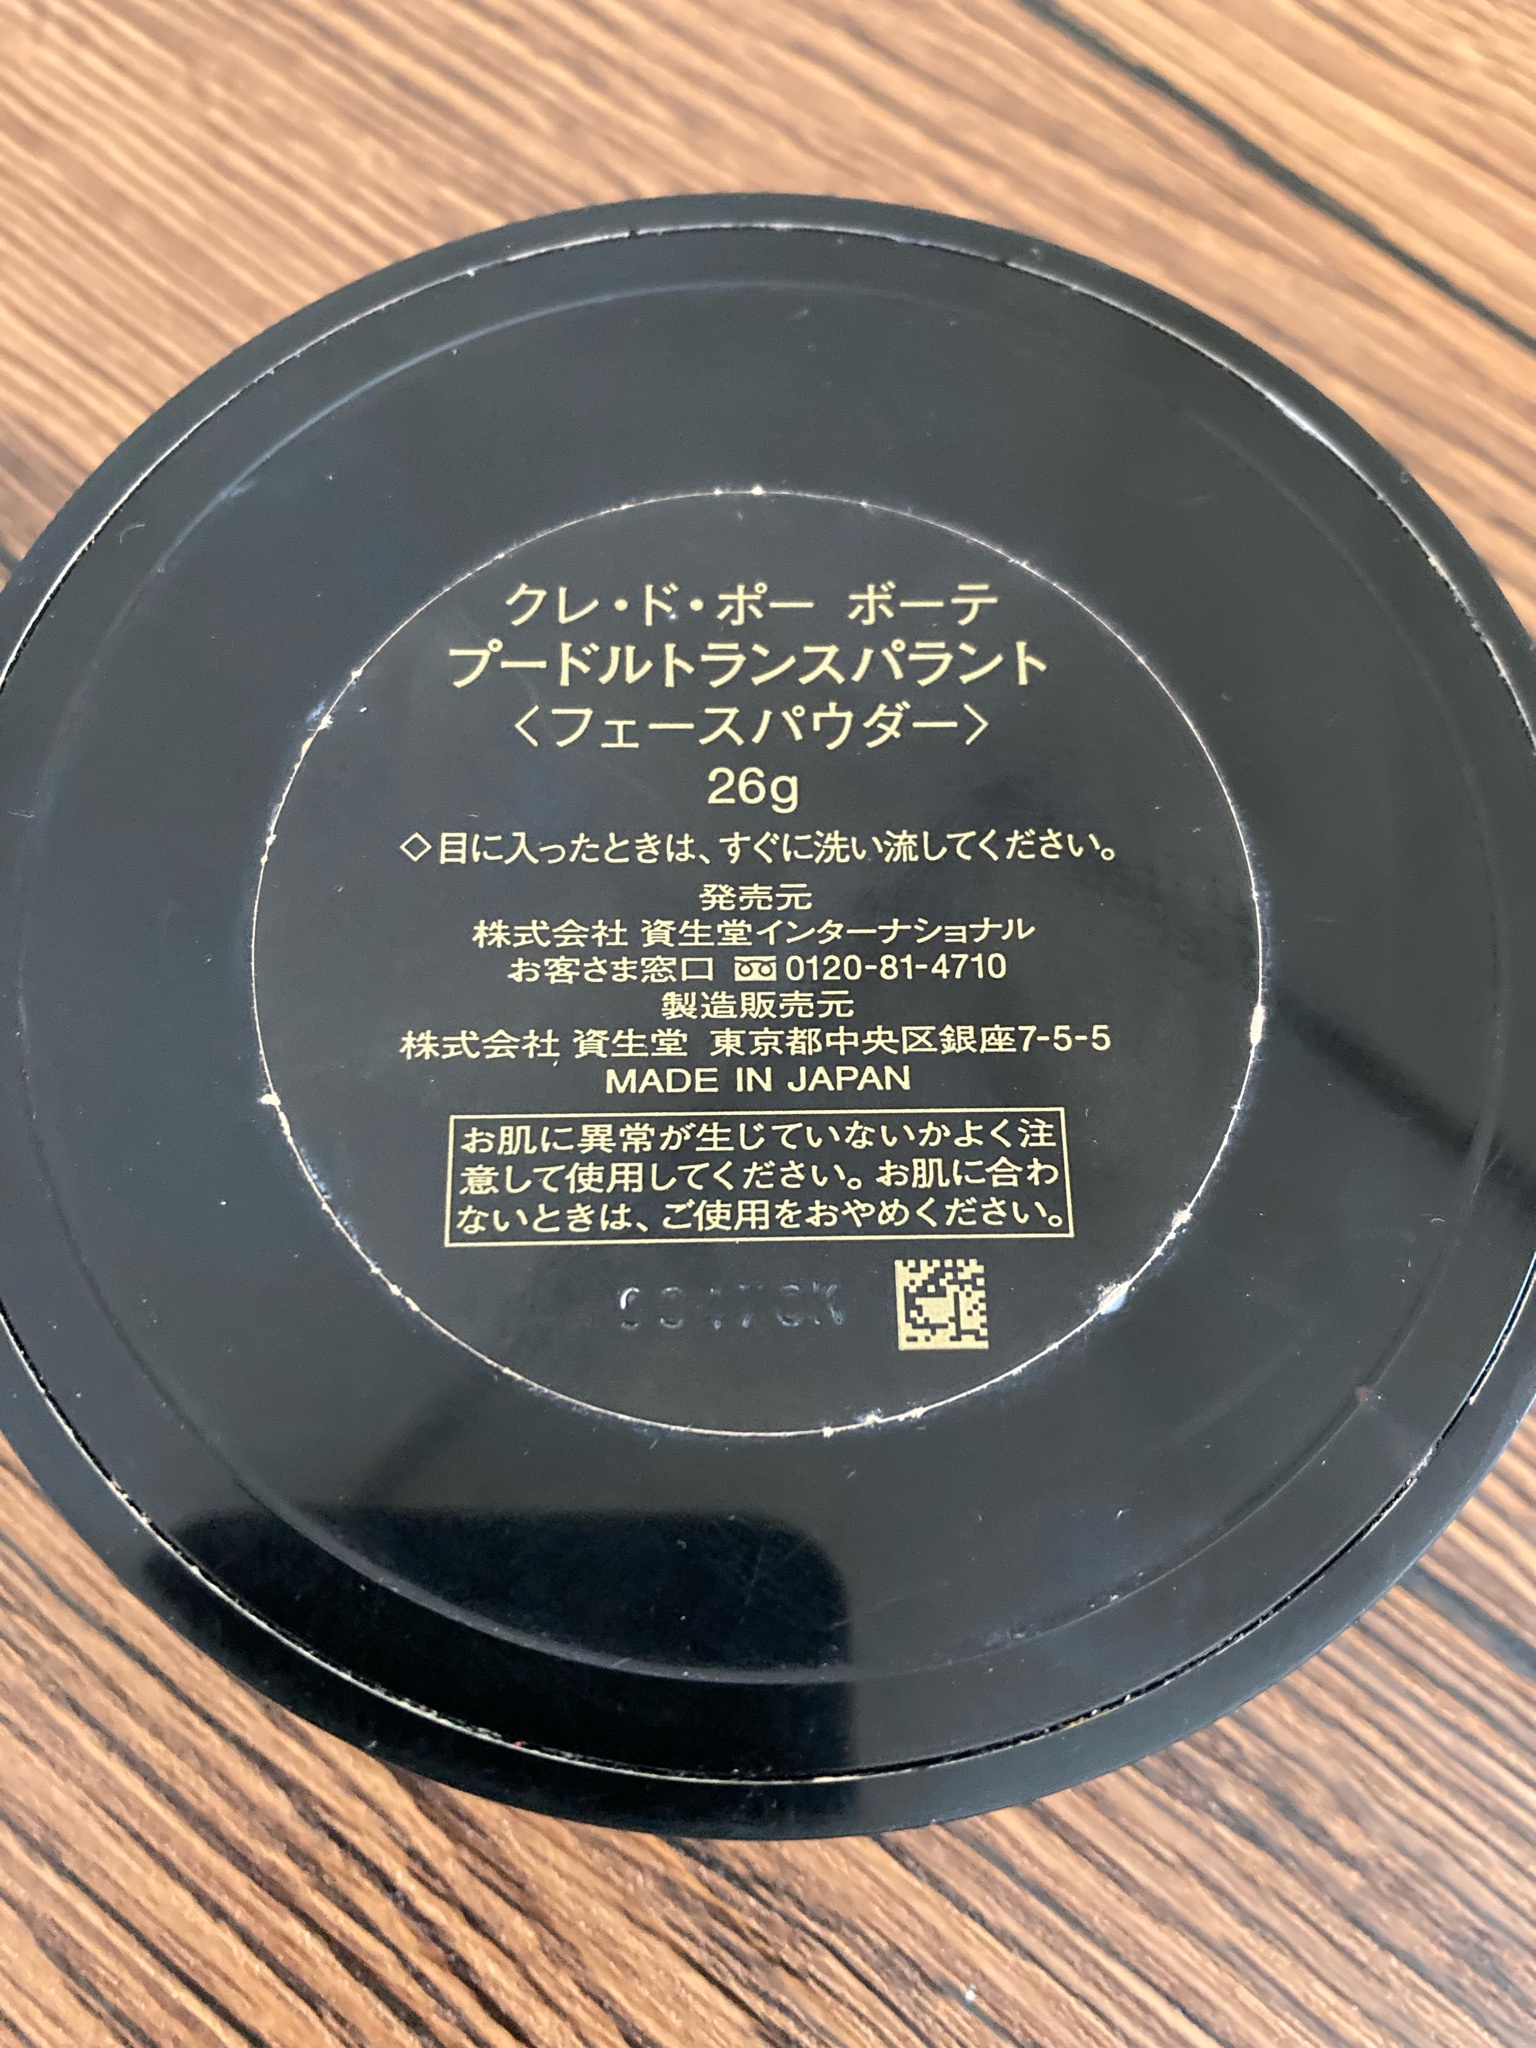 クレ・ド・ポー ボーテ
プードルトランスパラント
〈フェースパウダー〉
26g
◇目に入ったときは、すぐに洗い流してください。
発売元
株式会社 資生堂インターナショナル
お客さま窓口 0120-81-4710
製造販売元
株式会社 資生堂 東京都中央区銀座7-5-5
MADE IN JAPAN
お肌に異常が生じていないかよく注
意して使用してください。お肌に合わ
ないときは、ご使用をおやめください。